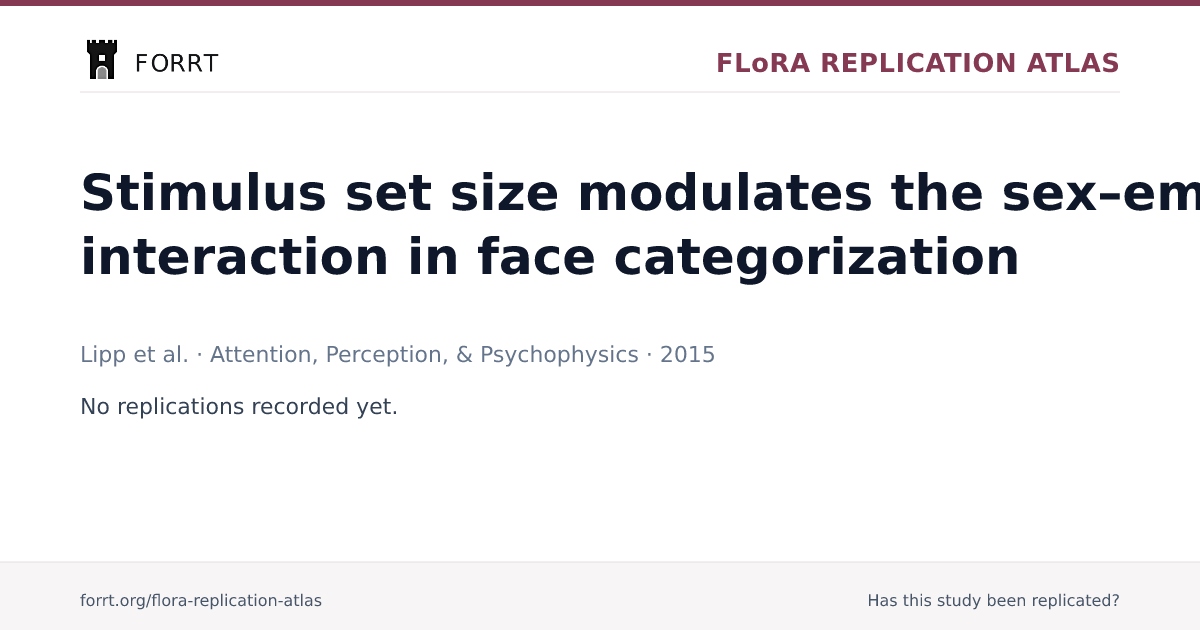 FORRT
FLoRA REPLICATION ATLAS
Stimulus set size modulates the sex–em
interaction in face categorization
Lipp et al. · Attention, Perception, & Psychophysics · 2015
No replications recorded yet.
forrt.org/flora-replication-atlas
Has this study been replicated?